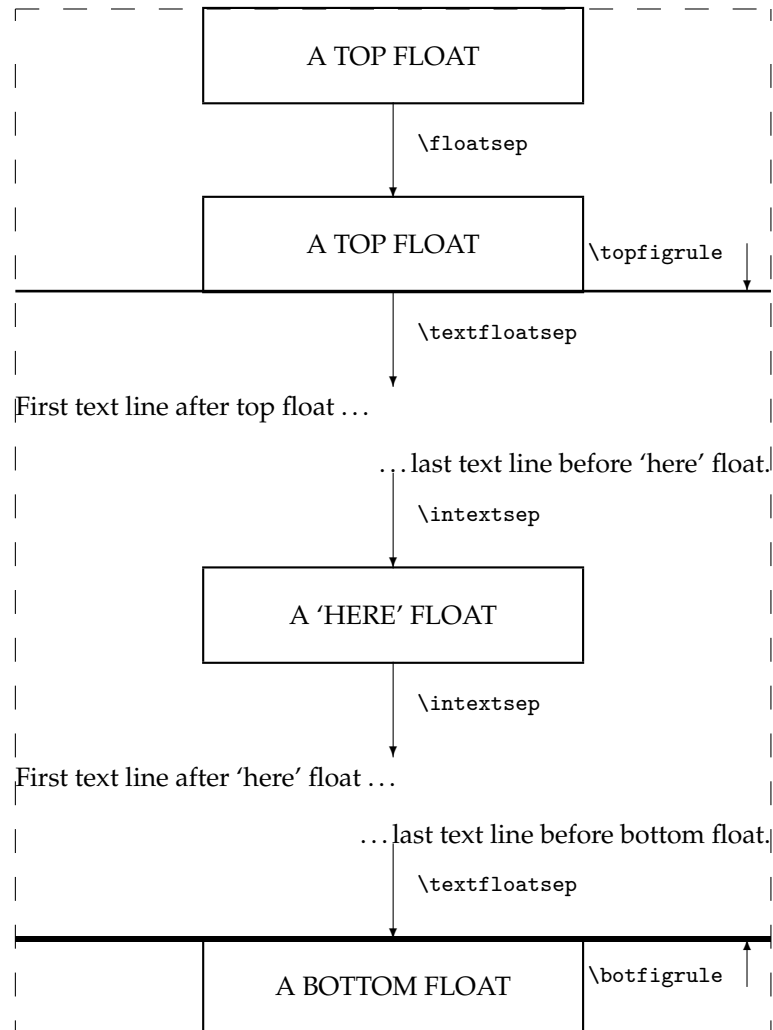 A TOP FLOAT
\floatsep
A TOP FLOAT
\topfigrule
\textfloatsep
First text line after top float . . .
. . . last text line before ‘here’ float.
\intextsep
A ‘HERE’ FLOAT
\intextsep
First text line after ‘here’ float . . .
. . . last text line before bottom float.
\textfloatsep
A BOTTOM FLOAT
\botfigrule